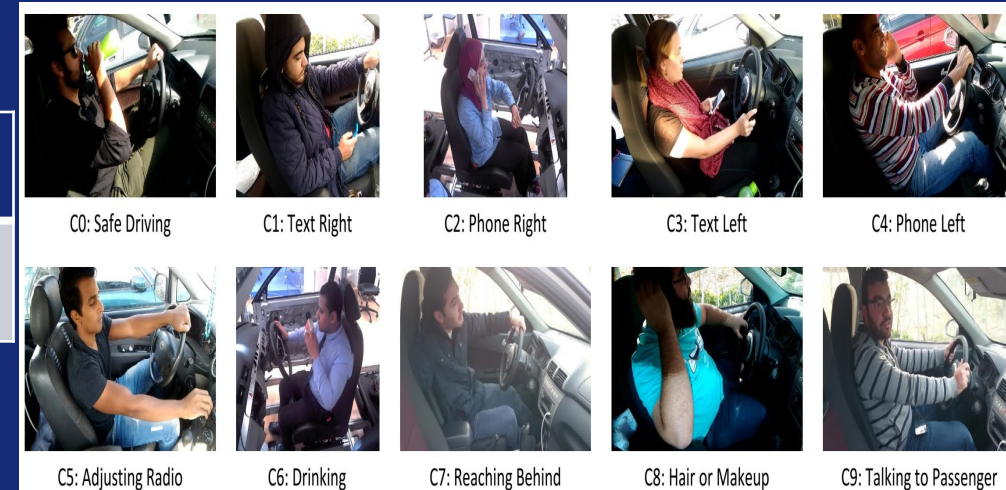 C0: Safe Driving
C1: Text Right
C2: Phone Right
C3: Text Left
C4: Phone Left
C5: Adjusting Radio
C6: Drinking
C7: Reaching Behind
C8: Hair or Makeup
C9: Talking to Passenger